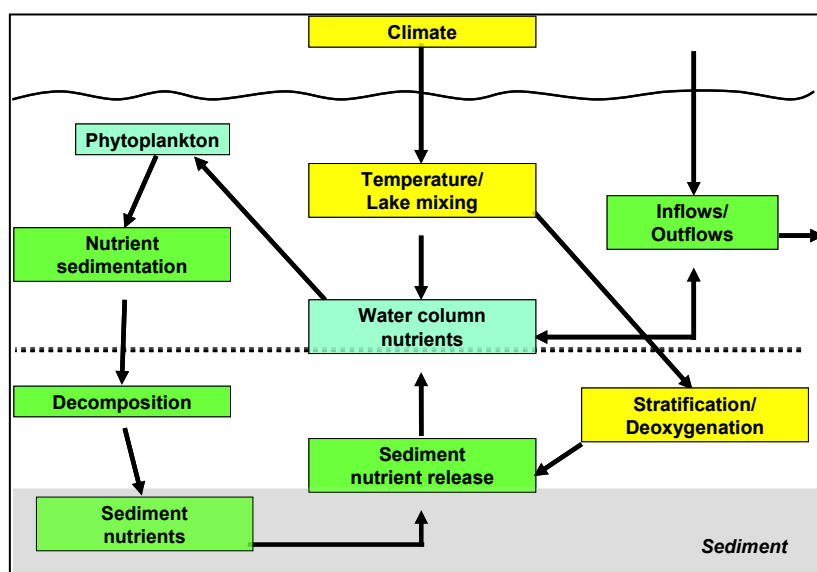 Climate
Phytoplankton
Temperature/
Lake mixing
Inflows/
Outflows
Nutrient
sedimentation
Water column
nutrients
Decomposition
Stratification/
Deoxygenation
Sediment
nutrient release
Sediment
nutrients
Sediment